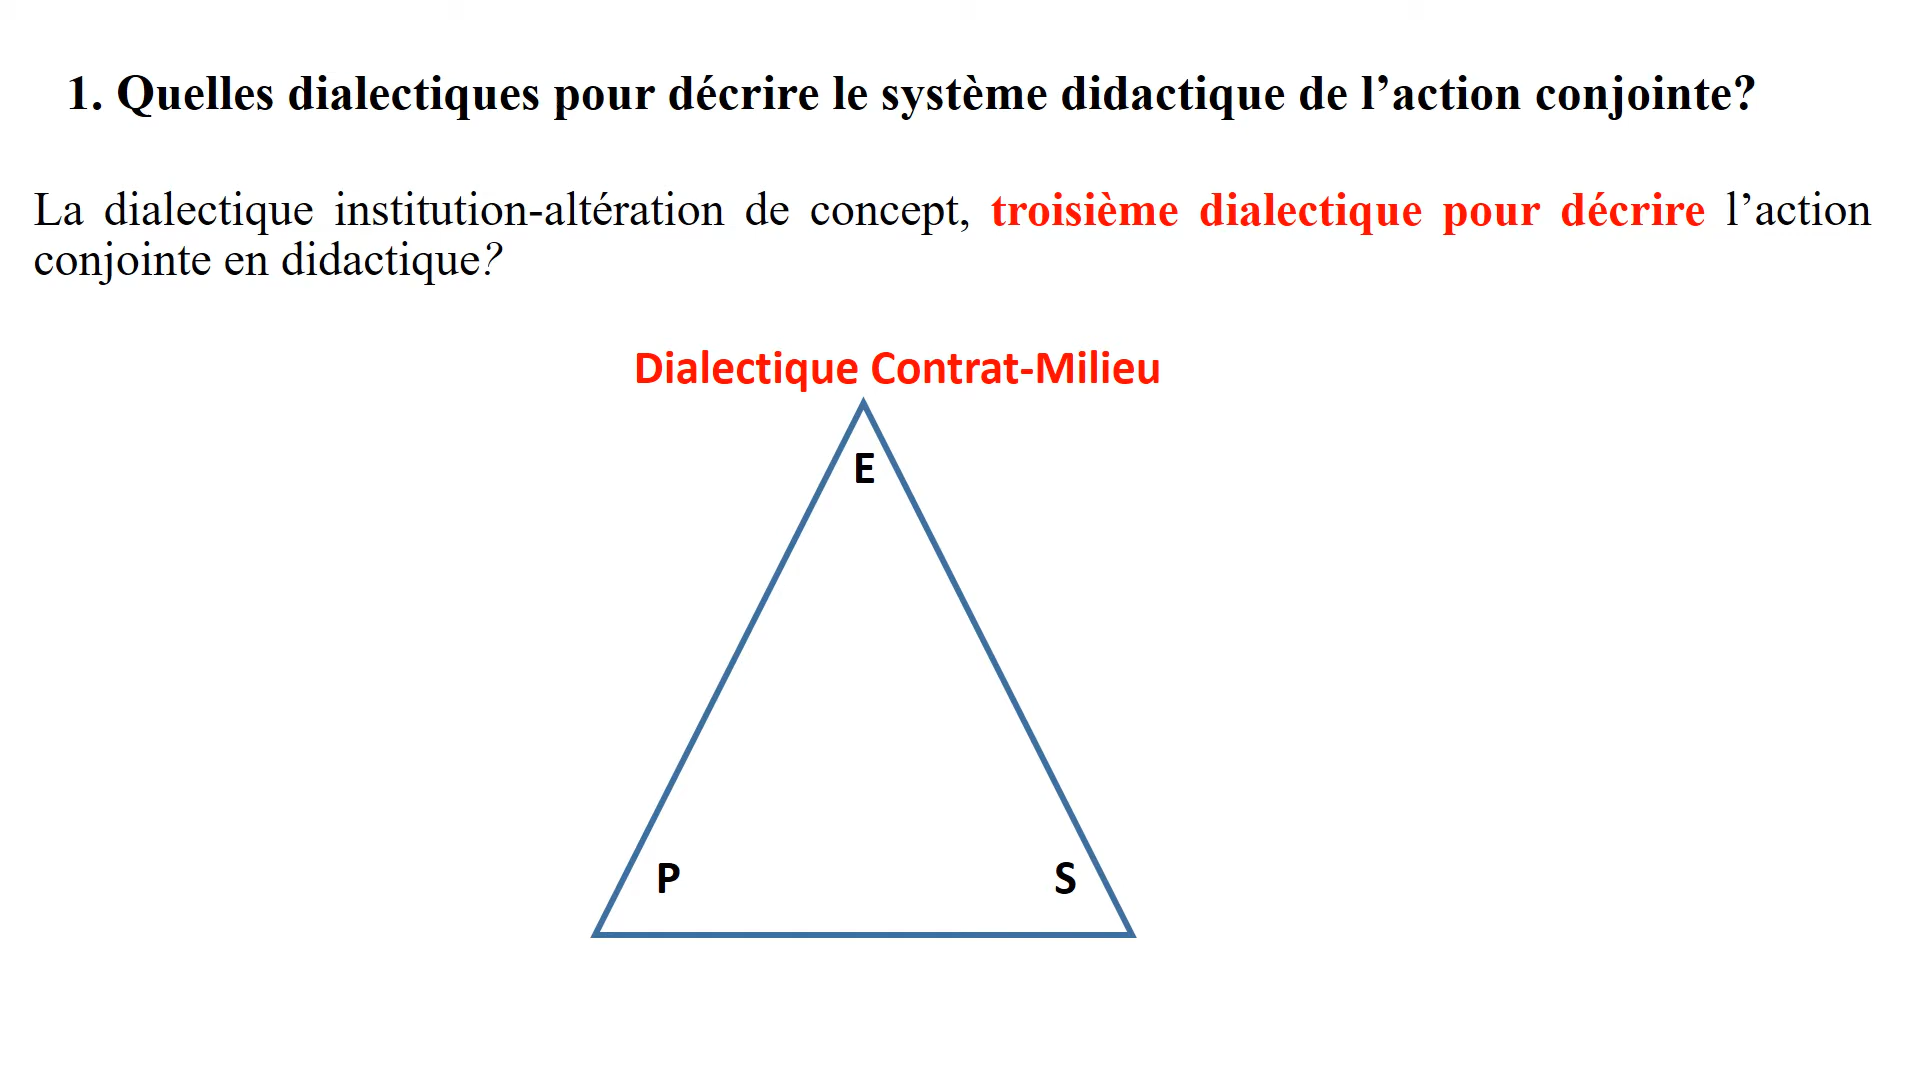 1. Quelles dialectiques pour décrire le système didactique de l’action conjointe?
La dialectique institution-altération de concept, troisième dialectique pour décrire l’action
conjointe en didactique?
Dialectique Contrat-Milieu
E
P S